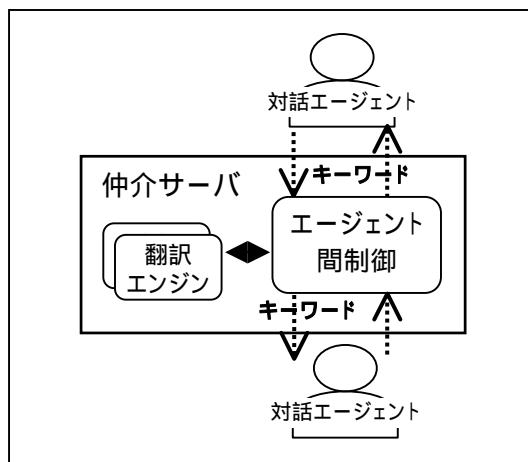 対話エージェント
キーワード
仲介サーバ
エージェント
間制御
翻訳
エンジン
キーワード
対話エージェント